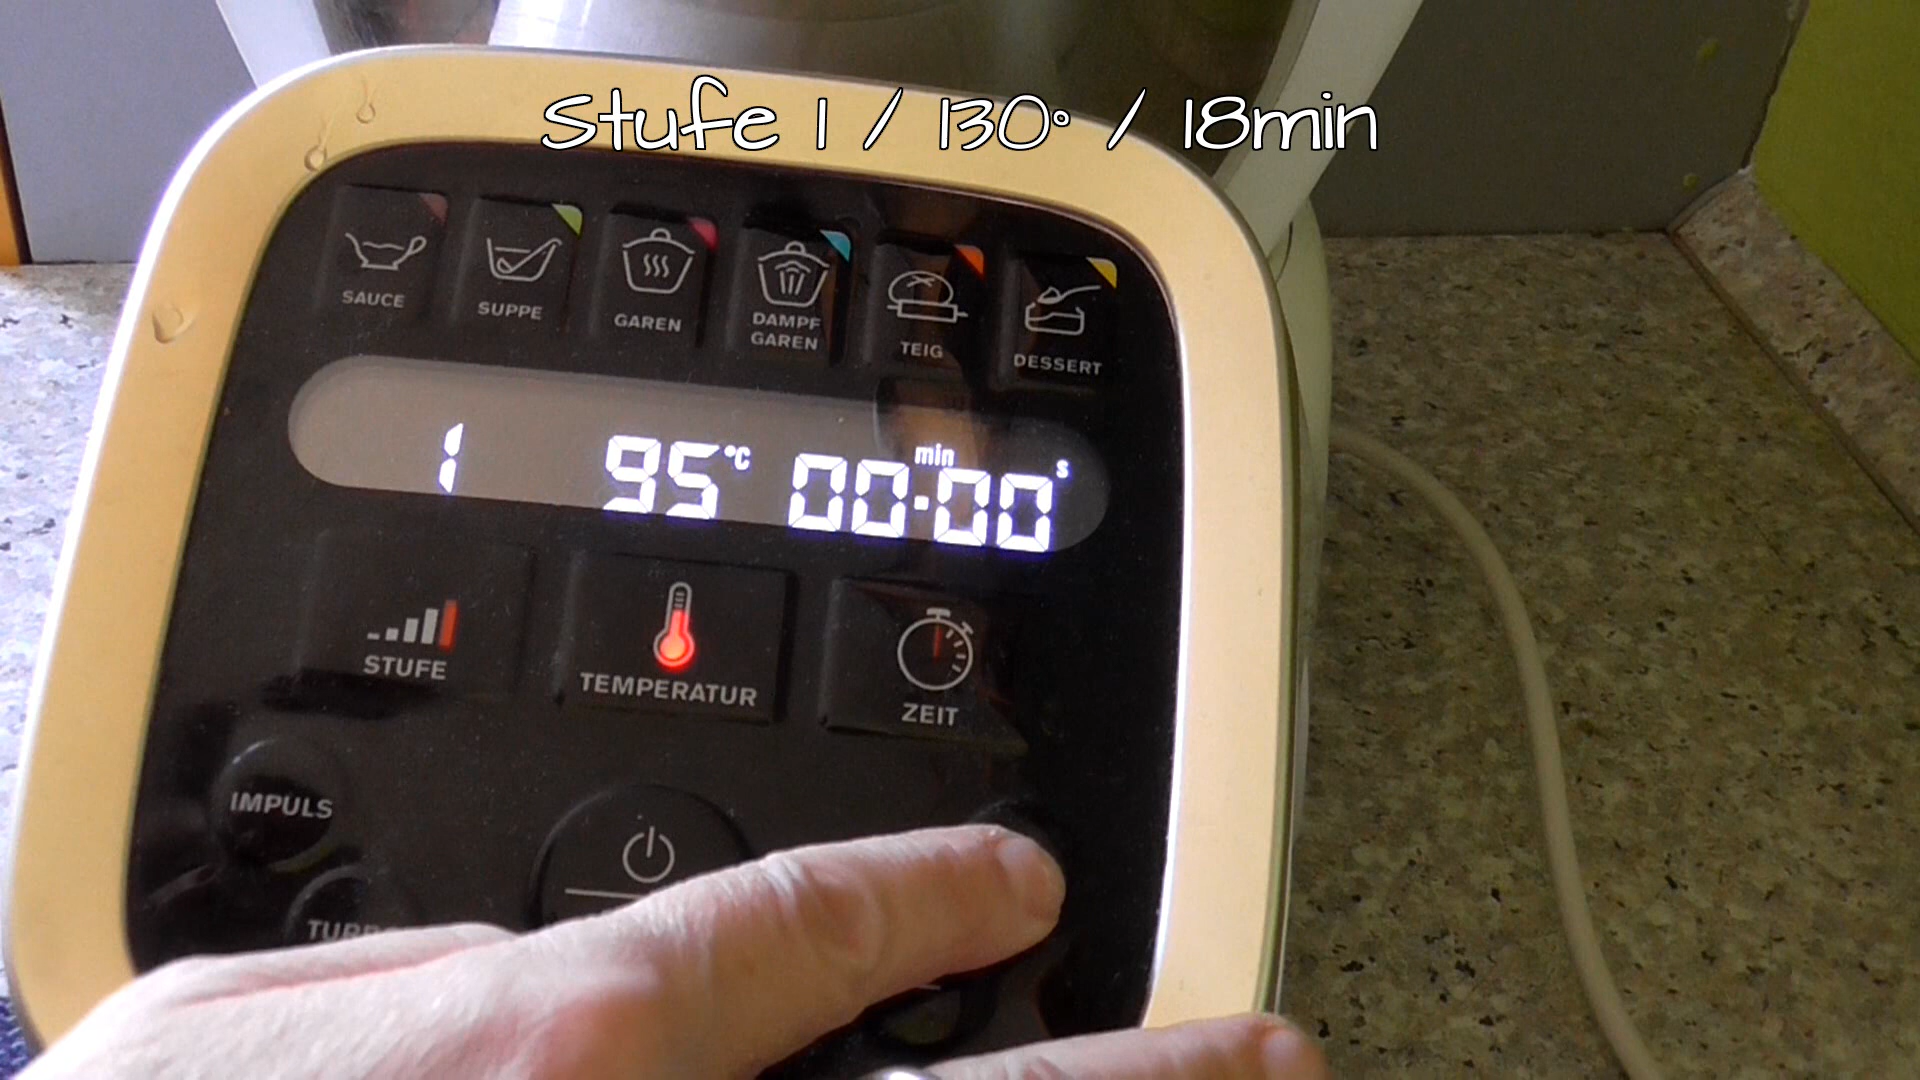 Stufe 1 / 130° / 18min
SAUCE
SUPPE
GAREN
DAMPF
GAREN
TEIG
DESSERT
1 95°C 00:00 min s
STUFE
TEMPERATUR
ZEIT
IMPULS